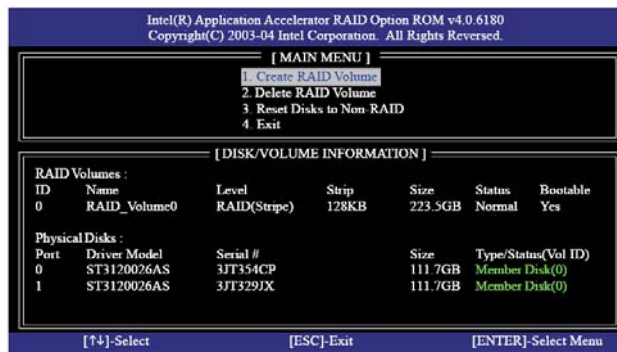 Intel(R) Application Accelerator RAID Option ROM v4.0.6180
Copyright(C) 2003-04 Intel Corporation. All Rights Reversed.
[ MAIN MENU ]
1. Create RAID Volume
2. Delete RAID Volume
3. Reset Disks to Non-RAID
4. Exit
[ DISK/VOLUME INFORMATION ]
RAID Volumes :
ID Name Level Strip Size Status Bootable
0 RAID_Volume0 RAID(Stripe) 128KB 223.5GB Normal Yes
Physical Disks :
Port Driver Model Serial # Size Type/Status(Vol ID)
0 ST3120026AS 3JT354CP 111.7GB Member Disk(0)
1 ST3120026AS 3JT329JX 111.7GB Member Disk(0)
[↑↓]-Select [ESC]-Exit [ENTER]-Select Menu